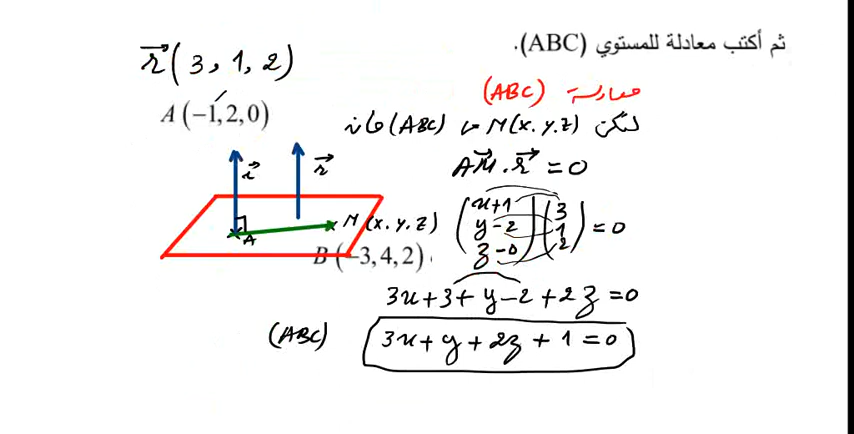 ثم أكتب معادلة للمستوي (ABC).
r(3, 1, 2)
A(−1,2,0)
معادلة (ABC)
لتكن M(x.y.z) من (ABC) فإن
AM . r = 0
r r
A
M(x.y.z)
B(−3,4,2).
(x+1 y−2 z−0)(3 1 2) = 0
3x+3+y−2+2z=0
(ABC) 3x+y+2z+1=0